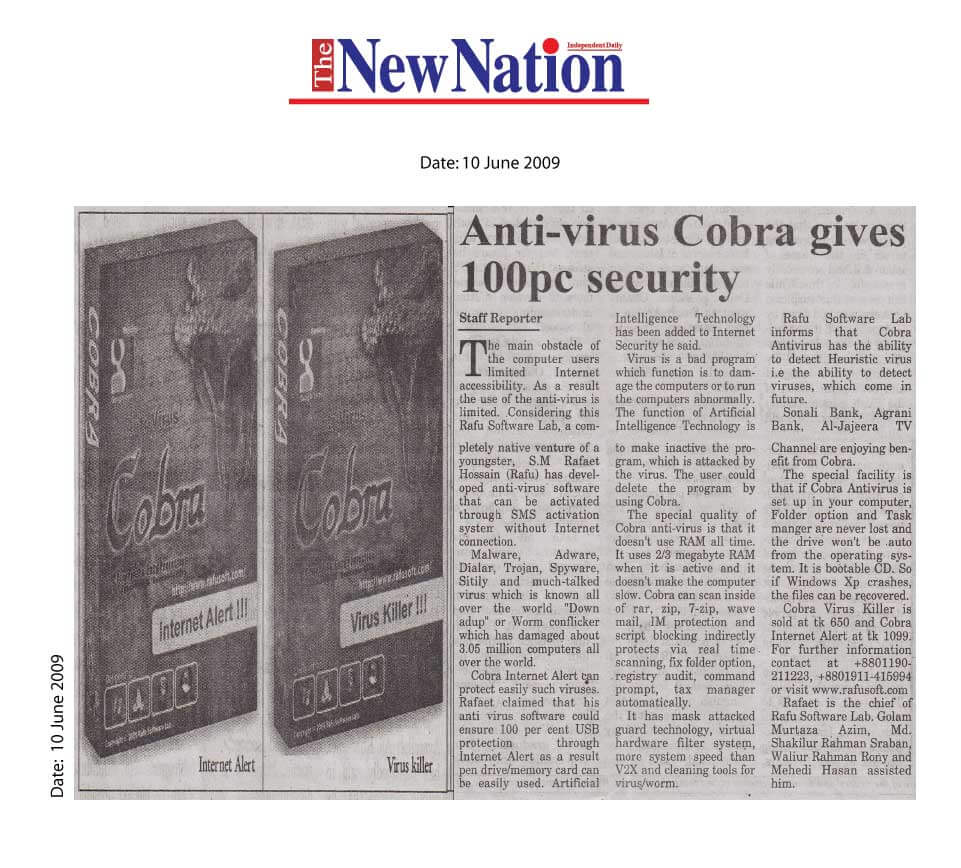 The New Nation
Independent Daily
Date: 10 June 2009
Date: 10 June 2009
COBRA
Virus
Cobra
http://www.rafusoft.com/
Internet Alert !!!
Internet Alert
COBRA
Virus
Cobra
http://www.rafusoft.com/
Virus Killer !!!
Virus killer
Anti-virus Cobra gives
100pc security
Staff Reporter
The main obstacle of
the computer users
limited Internet
accessibility. As a result
the use of the anti-virus is
limited. Considering this
Rafu Software Lab, a com-
pletely native venture of a
youngster, S.M Rafaet
Hossain (Rafu) has devel-
oped anti-virus software
that can be activated
through SMS activation
system without Internet
connection.
Malware, Adware,
Dialar, Trojan, Spyware,
Sitily and much-talked
virus which is known all
over the world "Down
adup" or Worm conflicker
which has damaged about
3.05 million computers all
over the world.
Cobra Internet Alert can
protect easily such viruses.
Rafaet claimed that his
anti virus software could
ensure 100 per cent USB
protection through
Internet Alert as a result
pen drive/memory card can
be easily used. Artificial
Intelligence Technology
has been added to Internet
Security he said.
Virus is a bad program
which function is to dam-
age the computers or to run
the computers abnormally.
The function of Artificial
Intelligence Technology is
to make inactive the pro-
gram, which is attacked by
the virus. The user could
delete the program by
using Cobra.
The special quality of
Cobra anti-virus is that it
doesn't use RAM all time.
It uses 2/3 megabyte RAM
when it is active and it
doesn't make the computer
slow. Cobra can scan inside
of rar, zip, 7-zip, wave
mail, IM protection and
script blocking indirectly
protects via real time
scanning, fix folder option,
registry audit, command
prompt, tax manager
automatically.
It has mask attacked
guard technology, virtual
hardware filter system,
more system speed than
V2X and cleaning tools for
virus/worm.
Rafu Software Lab
informs that Cobra
Antivirus has the ability
to detect Heuristic virus
i.e the ability to detect
viruses, which come in
future.
Sonali Bank, Agrani
Bank, Al-Jajeera TV
Channel are enjoying ben-
efit from Cobra.
The special facility is
that if Cobra Antivirus is
set up in your computer,
Folder option and Task
manger are never lost and
the drive won't be auto
from the operating sys-
tem. It is bootable CD. So
if Windows Xp crashes,
the files can be recovered.
Cobra Virus Killer is
sold at tk 650 and Cobra
Internet Alert at tk 1099.
For further information
contact at +8801190-
211223, +8801911-415994
or visit www.rafusoft.com
Rafaet is the chief of
Rafu Software Lab. Golam
Murtaza Azim, Md.
Shakilur Rahman Sraban,
Waliur Rahman Rony and
Mehedi Hasan assisted
him.